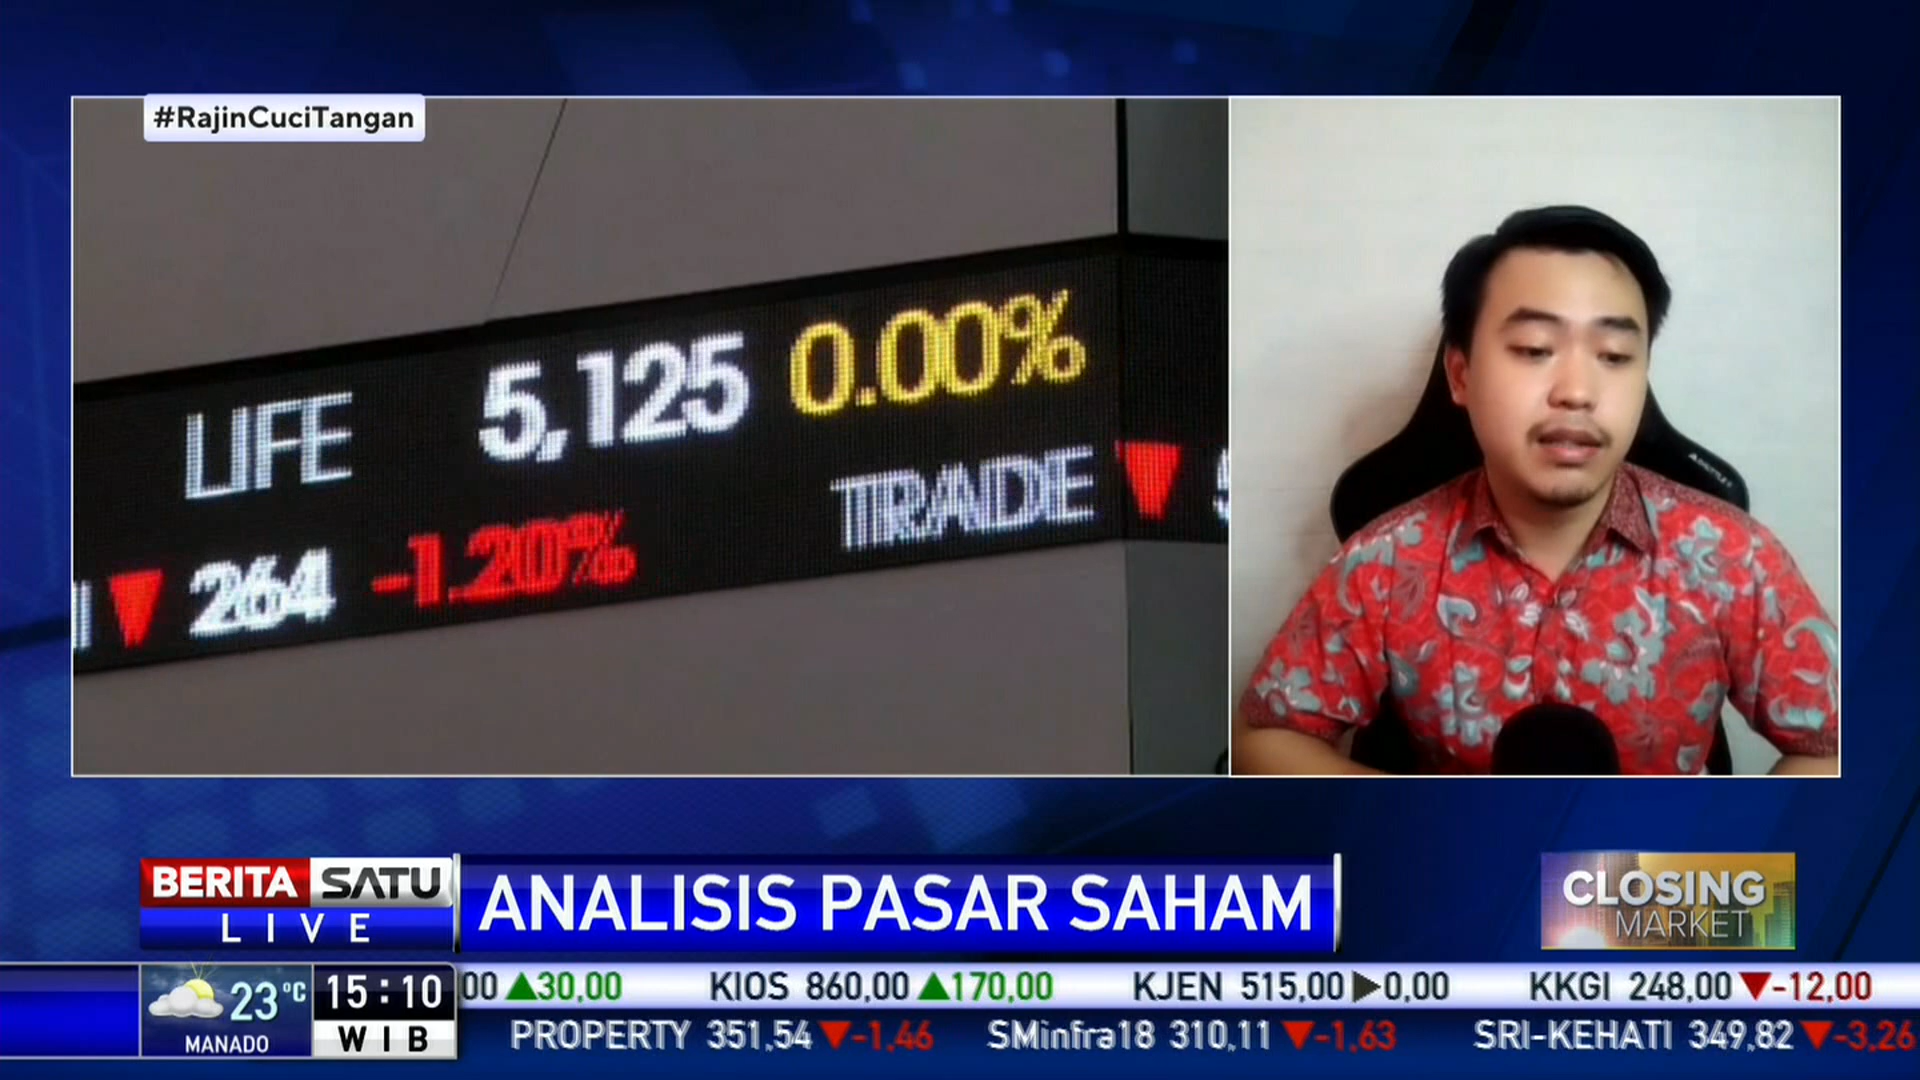 #RajinCuciTangan
LIFE 5,125 0.00%
264 -1.20% TRADE
BERITA SATU
LIVE
ANALISIS PASAR SAHAM
CLOSING
MARKET
23°C
MANADO
15:10
WIB
00 ▲30,00 KIOS 860,00 ▲170,00 KJEN 515,00 ▶0,00 KKGI 248,00 ▼-12,00
PROPERTY 351,54 ▼-1,46 SMinfra18 310,11 ▼-1,63 SRI-KEHATI 349,82 ▼-3,26